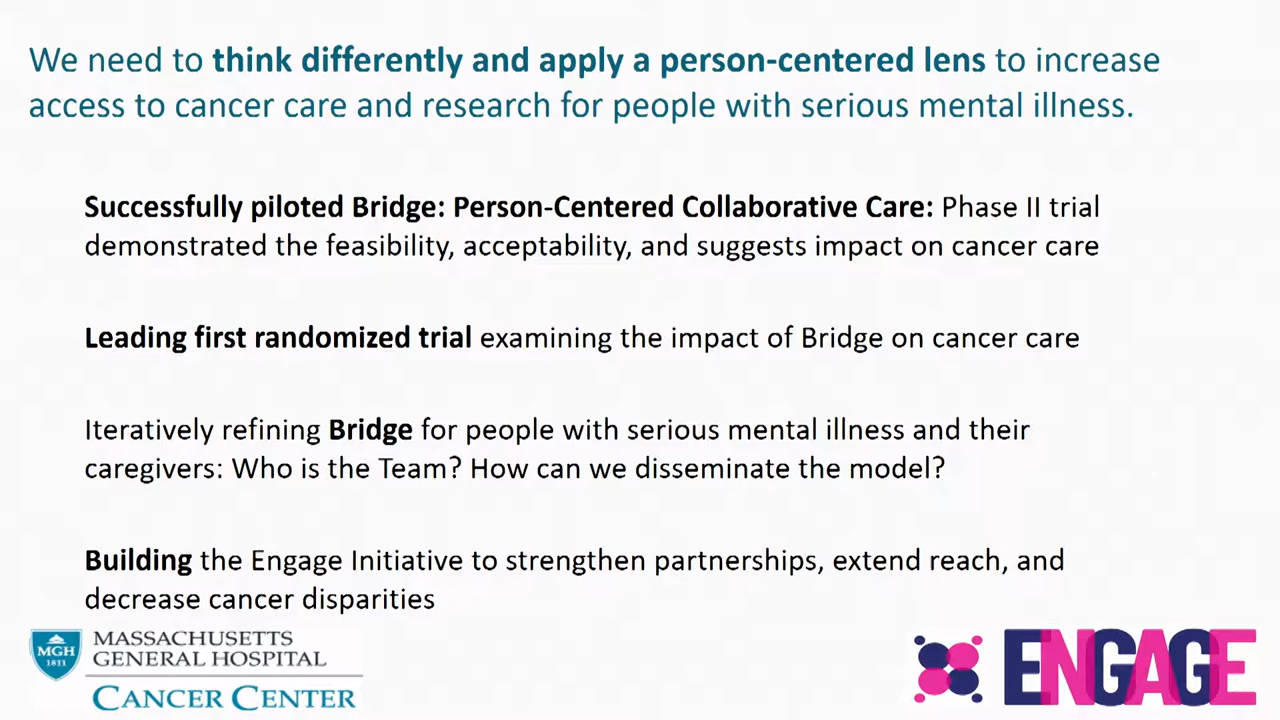 We need to think differently and apply a person-centered lens to increase
access to cancer care and research for people with serious mental illness.
Successfully piloted Bridge: Person-Centered Collaborative Care: Phase II trial
demonstrated the feasibility, acceptability, and suggests impact on cancer care
Leading first randomized trial examining the impact of Bridge on cancer care
Iteratively refining Bridge for people with serious mental illness and their
caregivers: Who is the Team? How can we disseminate the model?
Building the Engage Initiative to strengthen partnerships, extend reach, and
decrease cancer disparities
MGH
1811
MASSACHUSETTS
GENERAL HOSPITAL
CANCER CENTER
ENGAGE